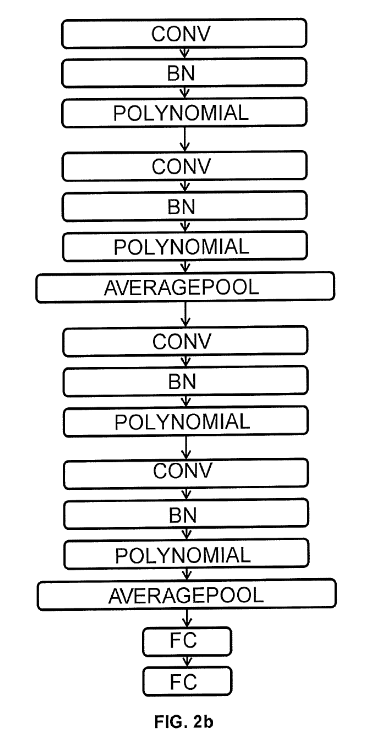 CONV
BN
POLYNOMIAL
CONV
BN
POLYNOMIAL
AVERAGEPOOL
CONV
BN
POLYNOMIAL
CONV
BN
POLYNOMIAL
AVERAGEPOOL
FC
FC
FIG. 2b